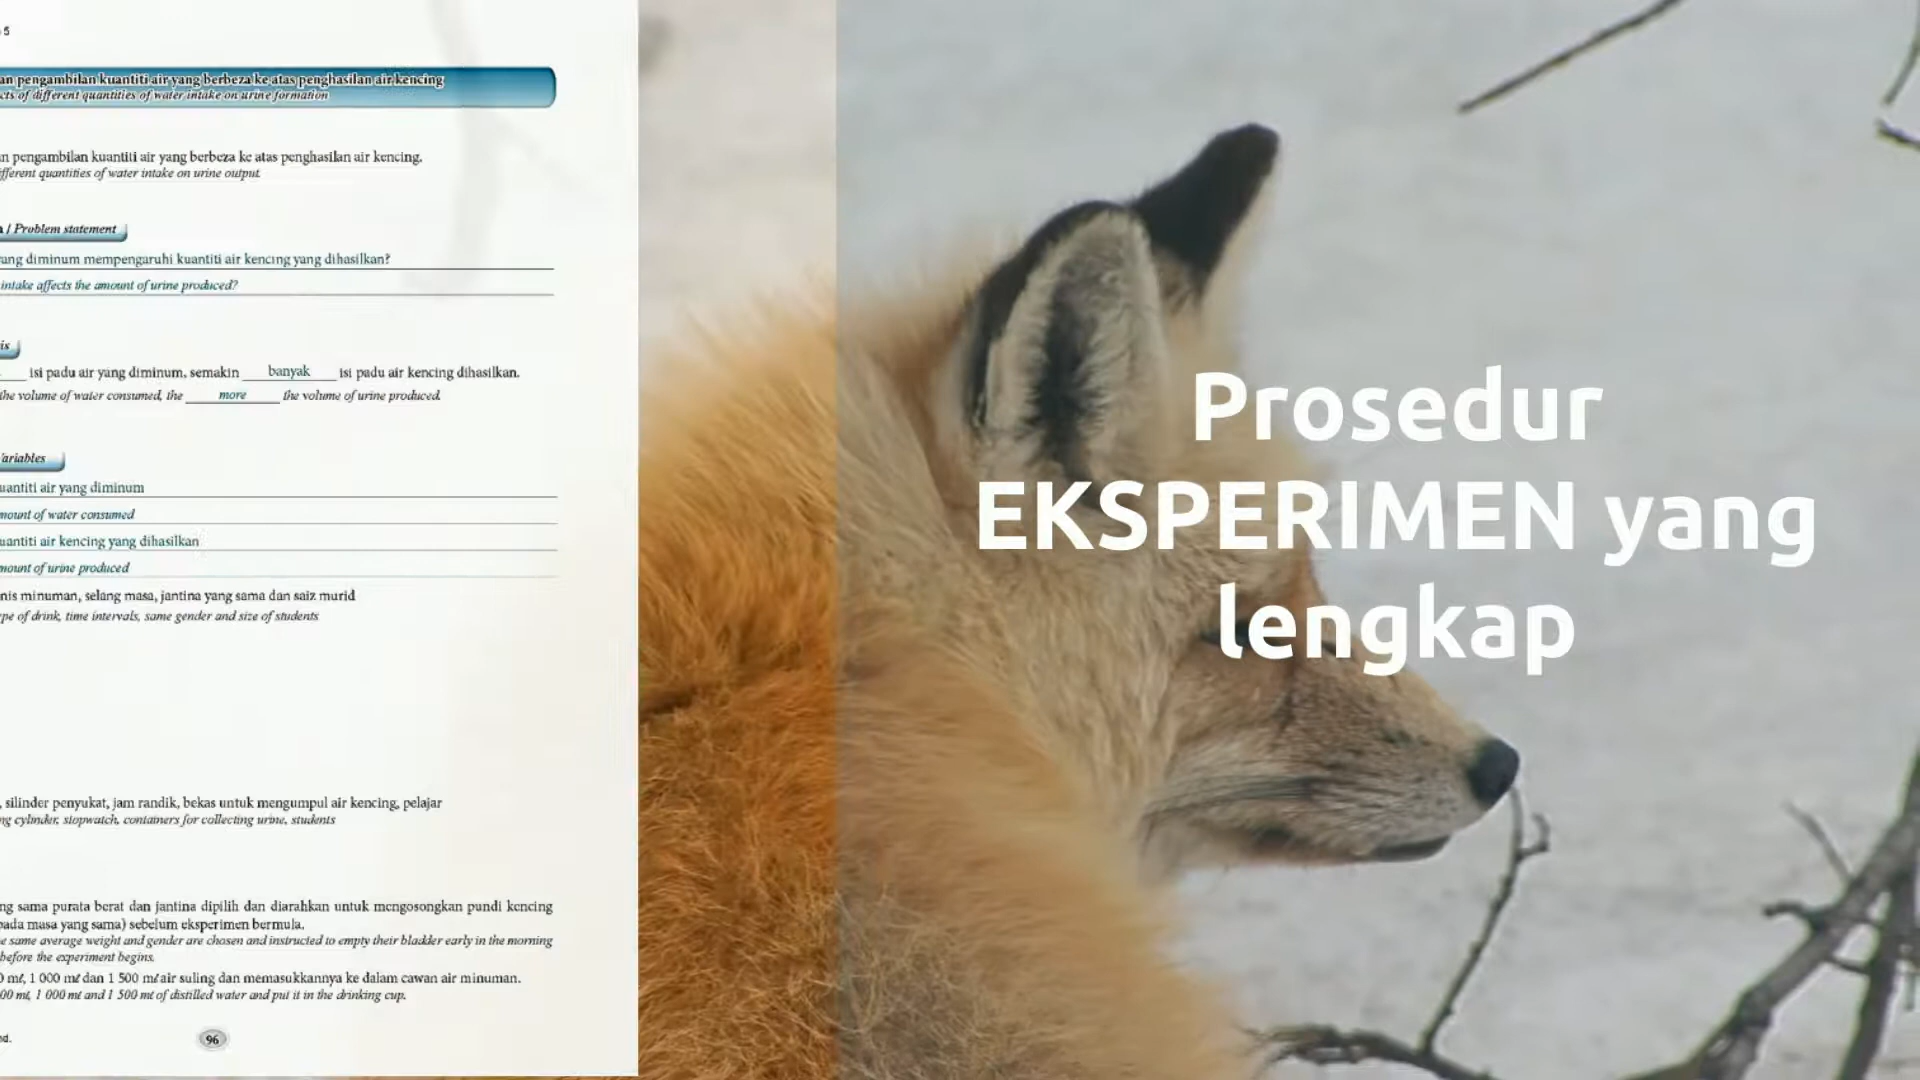 5
an pengambilan kuantiti air yang berbeza ke atas penghasilan air kencing
cts of different quantities of water intake on urine formation
n pengambilan kuantiti air yang berbeza ke atas penghasilan air kencing.
fferent quantities of water intake on urine output.
/ Problem statement
ang diminum mempengaruhi kuantiti air kencing yang dihasilkan?
intake affects the amount of urine produced?
is
isi padu air yang diminum, semakin banyak isi padu air kencing dihasilkan.
the volume of water consumed, the more the volume of urine produced.
ariables
uantiti air yang diminum
mount of water consumed
uantiti air kencing yang dihasilkan
mount of urine produced
nis minuman, selang masa, jantina yang sama dan saiz murid
pe of drink, time intervals, same gender and size of students
, silinder penyukat, jam randik, bekas untuk mengumpul air kencing, pelajar
ng cylinder, stopwatch, containers for collecting urine, students
ng sama purata berat dan jantina dipilih dan diarahkan untuk mengosongkan pundi kencing
pada masa yang sama) sebelum eksperimen bermula.
e same average weight and gender are chosen and instructed to empty their bladder early in the morning
before the experiment begins.
0 ml, 1 000 ml dan 1 500 ml air suling dan memasukkannya ke dalam cawan air minuman.
00 ml, 1 000 ml and 1 500 ml of distilled water and put it in the drinking cup.
nd.
96
Prosedur
EKSPERIMEN yang
lengkap